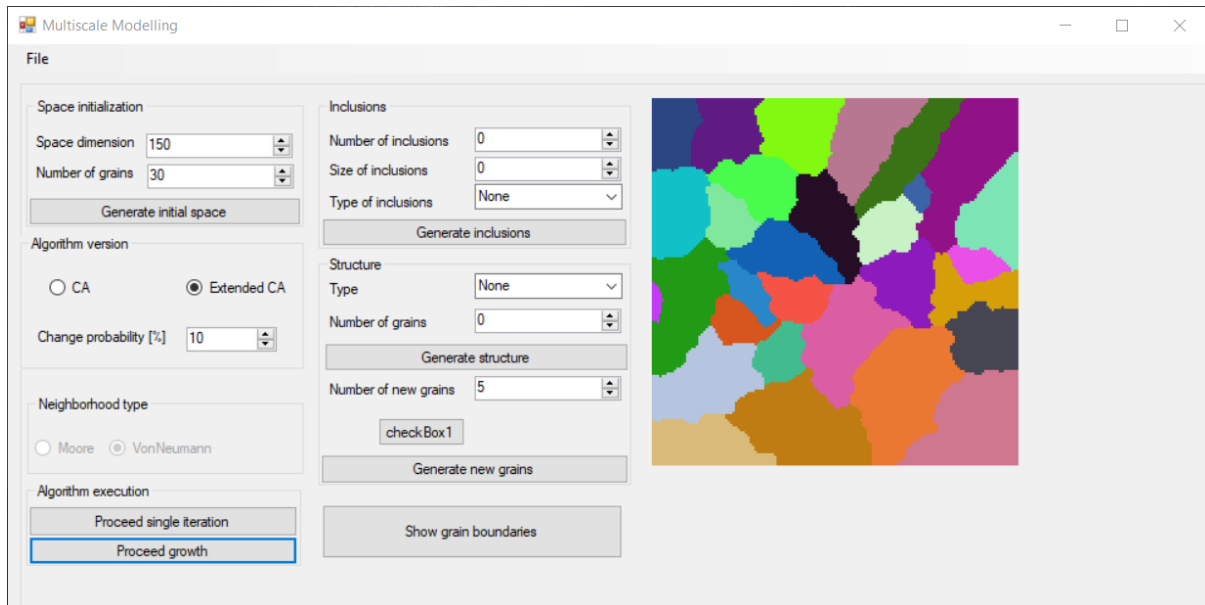 Multiscale Modelling
File
Space initialization
Space dimension 150
Number of grains 30
Generate initial space
Algorithm version
CA Extended CA
Change probability [%] 10
Neighborhood type
Moore VonNeumann
Algorithm execution
Proceed single iteration
Proceed growth
Inclusions
Number of inclusions 0
Size of inclusions 0
Type of inclusions None
Generate inclusions
Structure
Type None
Number of grains 0
Generate structure
Number of new grains 5
checkBox1
Generate new grains
Show grain boundaries